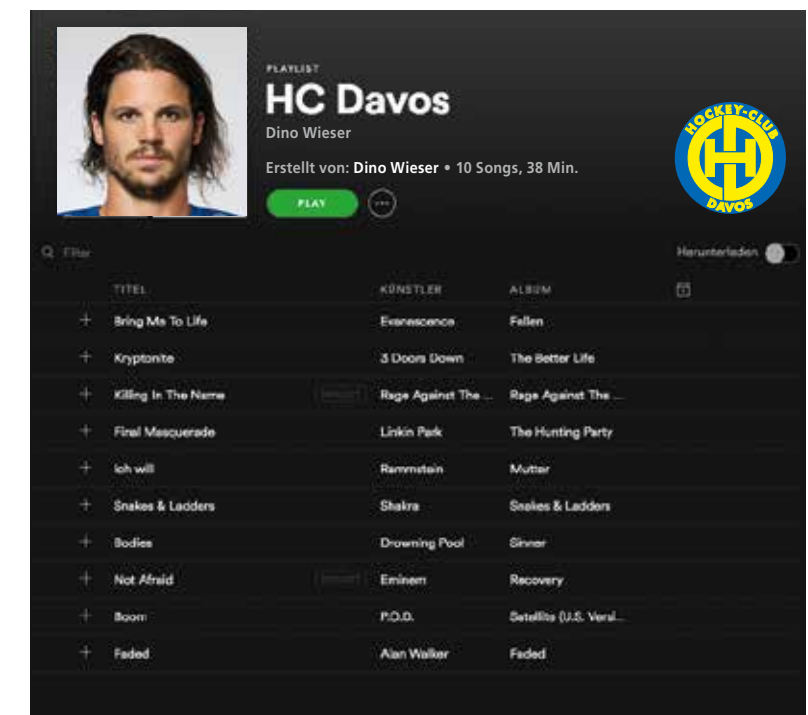 PLAYLIST
HC Davos
Dino Wieser
Erstellt von: Dino Wieser • 10 Songs, 38 Min.
PLAY
HOCKEY-CLUB
HD
DAVOS
Filter
Herunterladen
TITEL KÜNSTLER ALBUM
Bring Me To Life Evanescence Fallen
Kryptonite 3 Doors Down The Better Life
Killing In The Name EXPLICIT Rage Against The ... Rage Against The ...
Final Masquerade Linkin Park The Hunting Party
Ich will Rammstein Mutter
Snakes & Ladders Shakra Snakes & Ladders
Bodies Drowning Pool Sinner
Not Afraid EXPLICIT Eminem Recovery
Boom P.O.D. Satellite (U.S. Versi...
Faded Alan Walker Faded